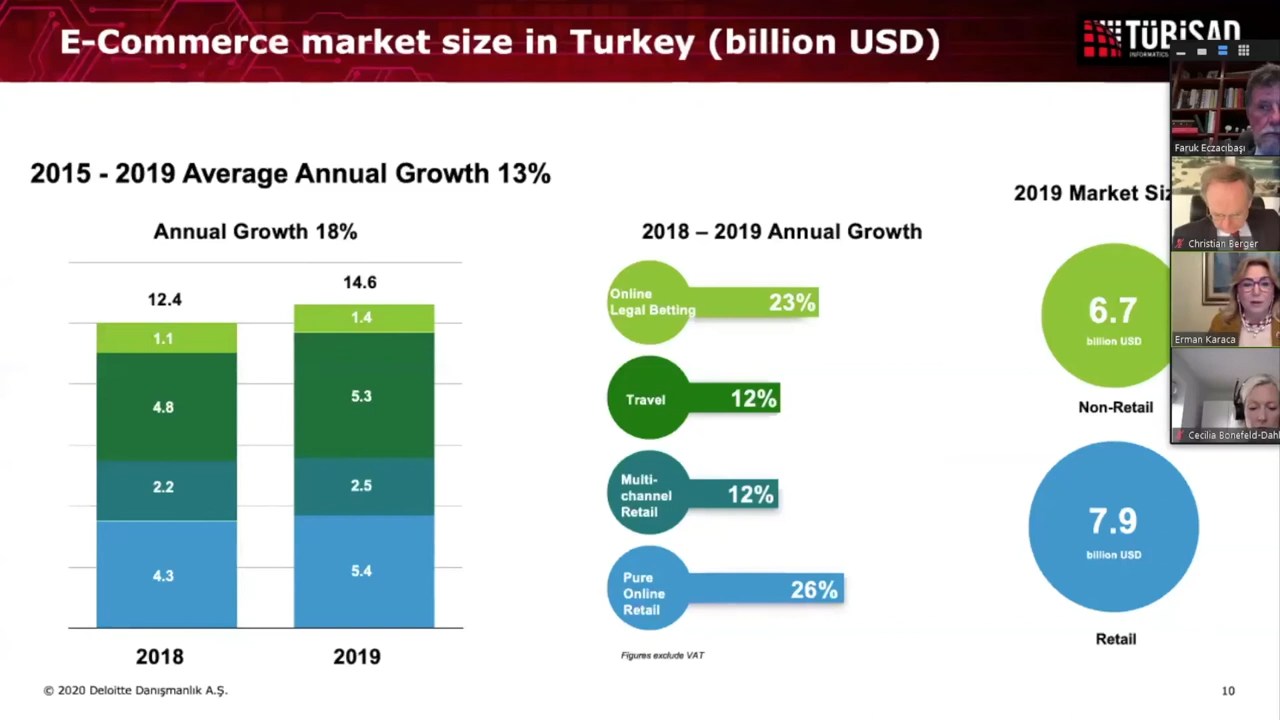 E-Commerce market size in Turkey (billion USD)
TÜBİSAD
INFORMATICS
2015 - 2019 Average Annual Growth 13%
Annual Growth 18%
12.4
14.6
1.1
1.4
4.8
5.3
2.2
2.5
4.3
5.4
2018
2019
2018 – 2019 Annual Growth
Online
Legal Betting
23%
Travel
12%
Multi-
channel
Retail
12%
Pure
Online
Retail
26%
Figures exclude VAT
2019 Market Siz
6.7
billion USD
Non-Retail
7.9
billion USD
Retail
Faruk Eczacıbaşı
Christian Berger
Erman Karaca
Cecilia Bonefeld-Dahl
© 2020 Deloitte Danışmanlık A.Ş.
10